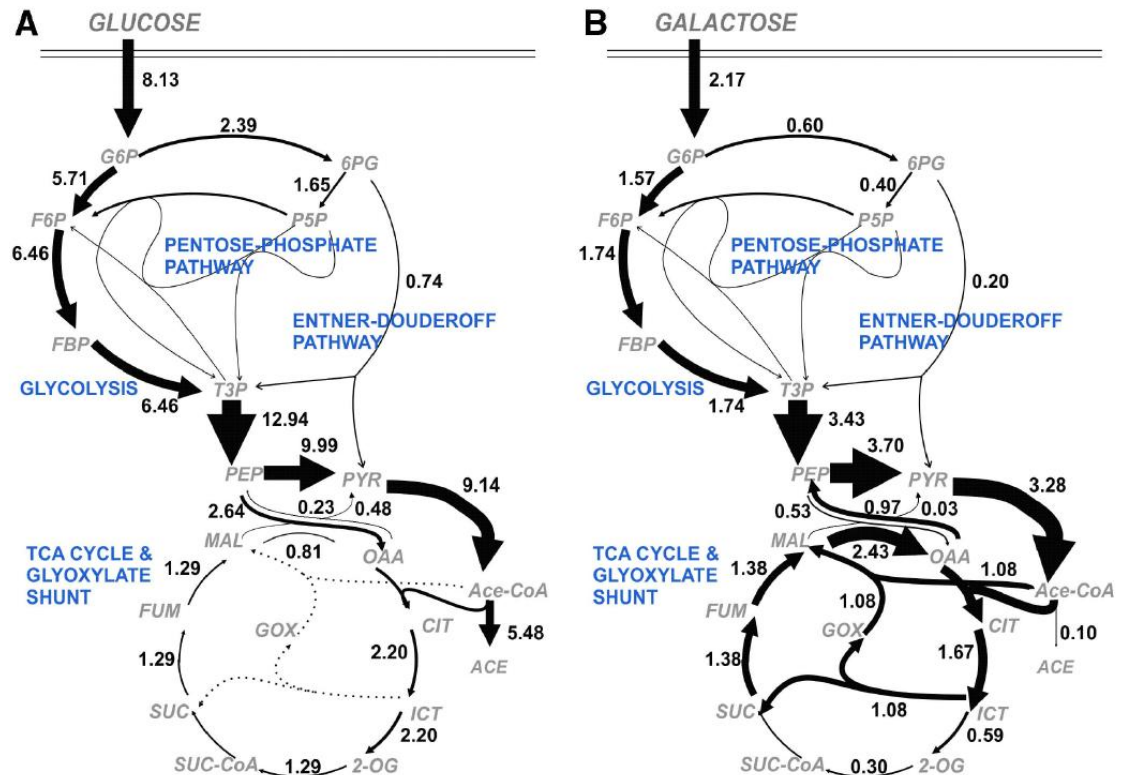 A
GLUCOSE
8.13
2.39
G6P
6PG
5.71
1.65
F6P
P5P
6.46
PENTOSE-PHOSPHATE
PATHWAY
0.74
ENTNER-DOUDEROFF
PATHWAY
FBP
GLYCOLYSIS
T3P
6.46
12.94
9.99
PEP
PYR
9.14
2.64
0.23
0.48
MAL
0.81
OAA
TCA CYCLE &
GLYOXYLATE
SHUNT
1.29
Ace-CoA
FUM
GOX
CIT
5.48
1.29
2.20
ACE
SUC
ICT
2.20
SUC-CoA
1.29
2-OG
B
GALACTOSE
2.17
0.60
G6P
6PG
1.57
0.40
F6P
P5P
1.74
PENTOSE-PHOSPHATE
PATHWAY
0.20
ENTNER-DOUDEROFF
PATHWAY
FBP
GLYCOLYSIS
T3P
1.74
3.43
3.70
PEP
PYR
3.28
0.53
0.97
0.03
MAL
2.43
OAA
TCA CYCLE &
GLYOXYLATE
SHUNT
1.38
1.08
Ace-CoA
FUM
1.08
GOX
CIT
0.10
1.38
1.67
ACE
SUC
1.08
ICT
0.59
SUC-CoA
0.30
2-OG